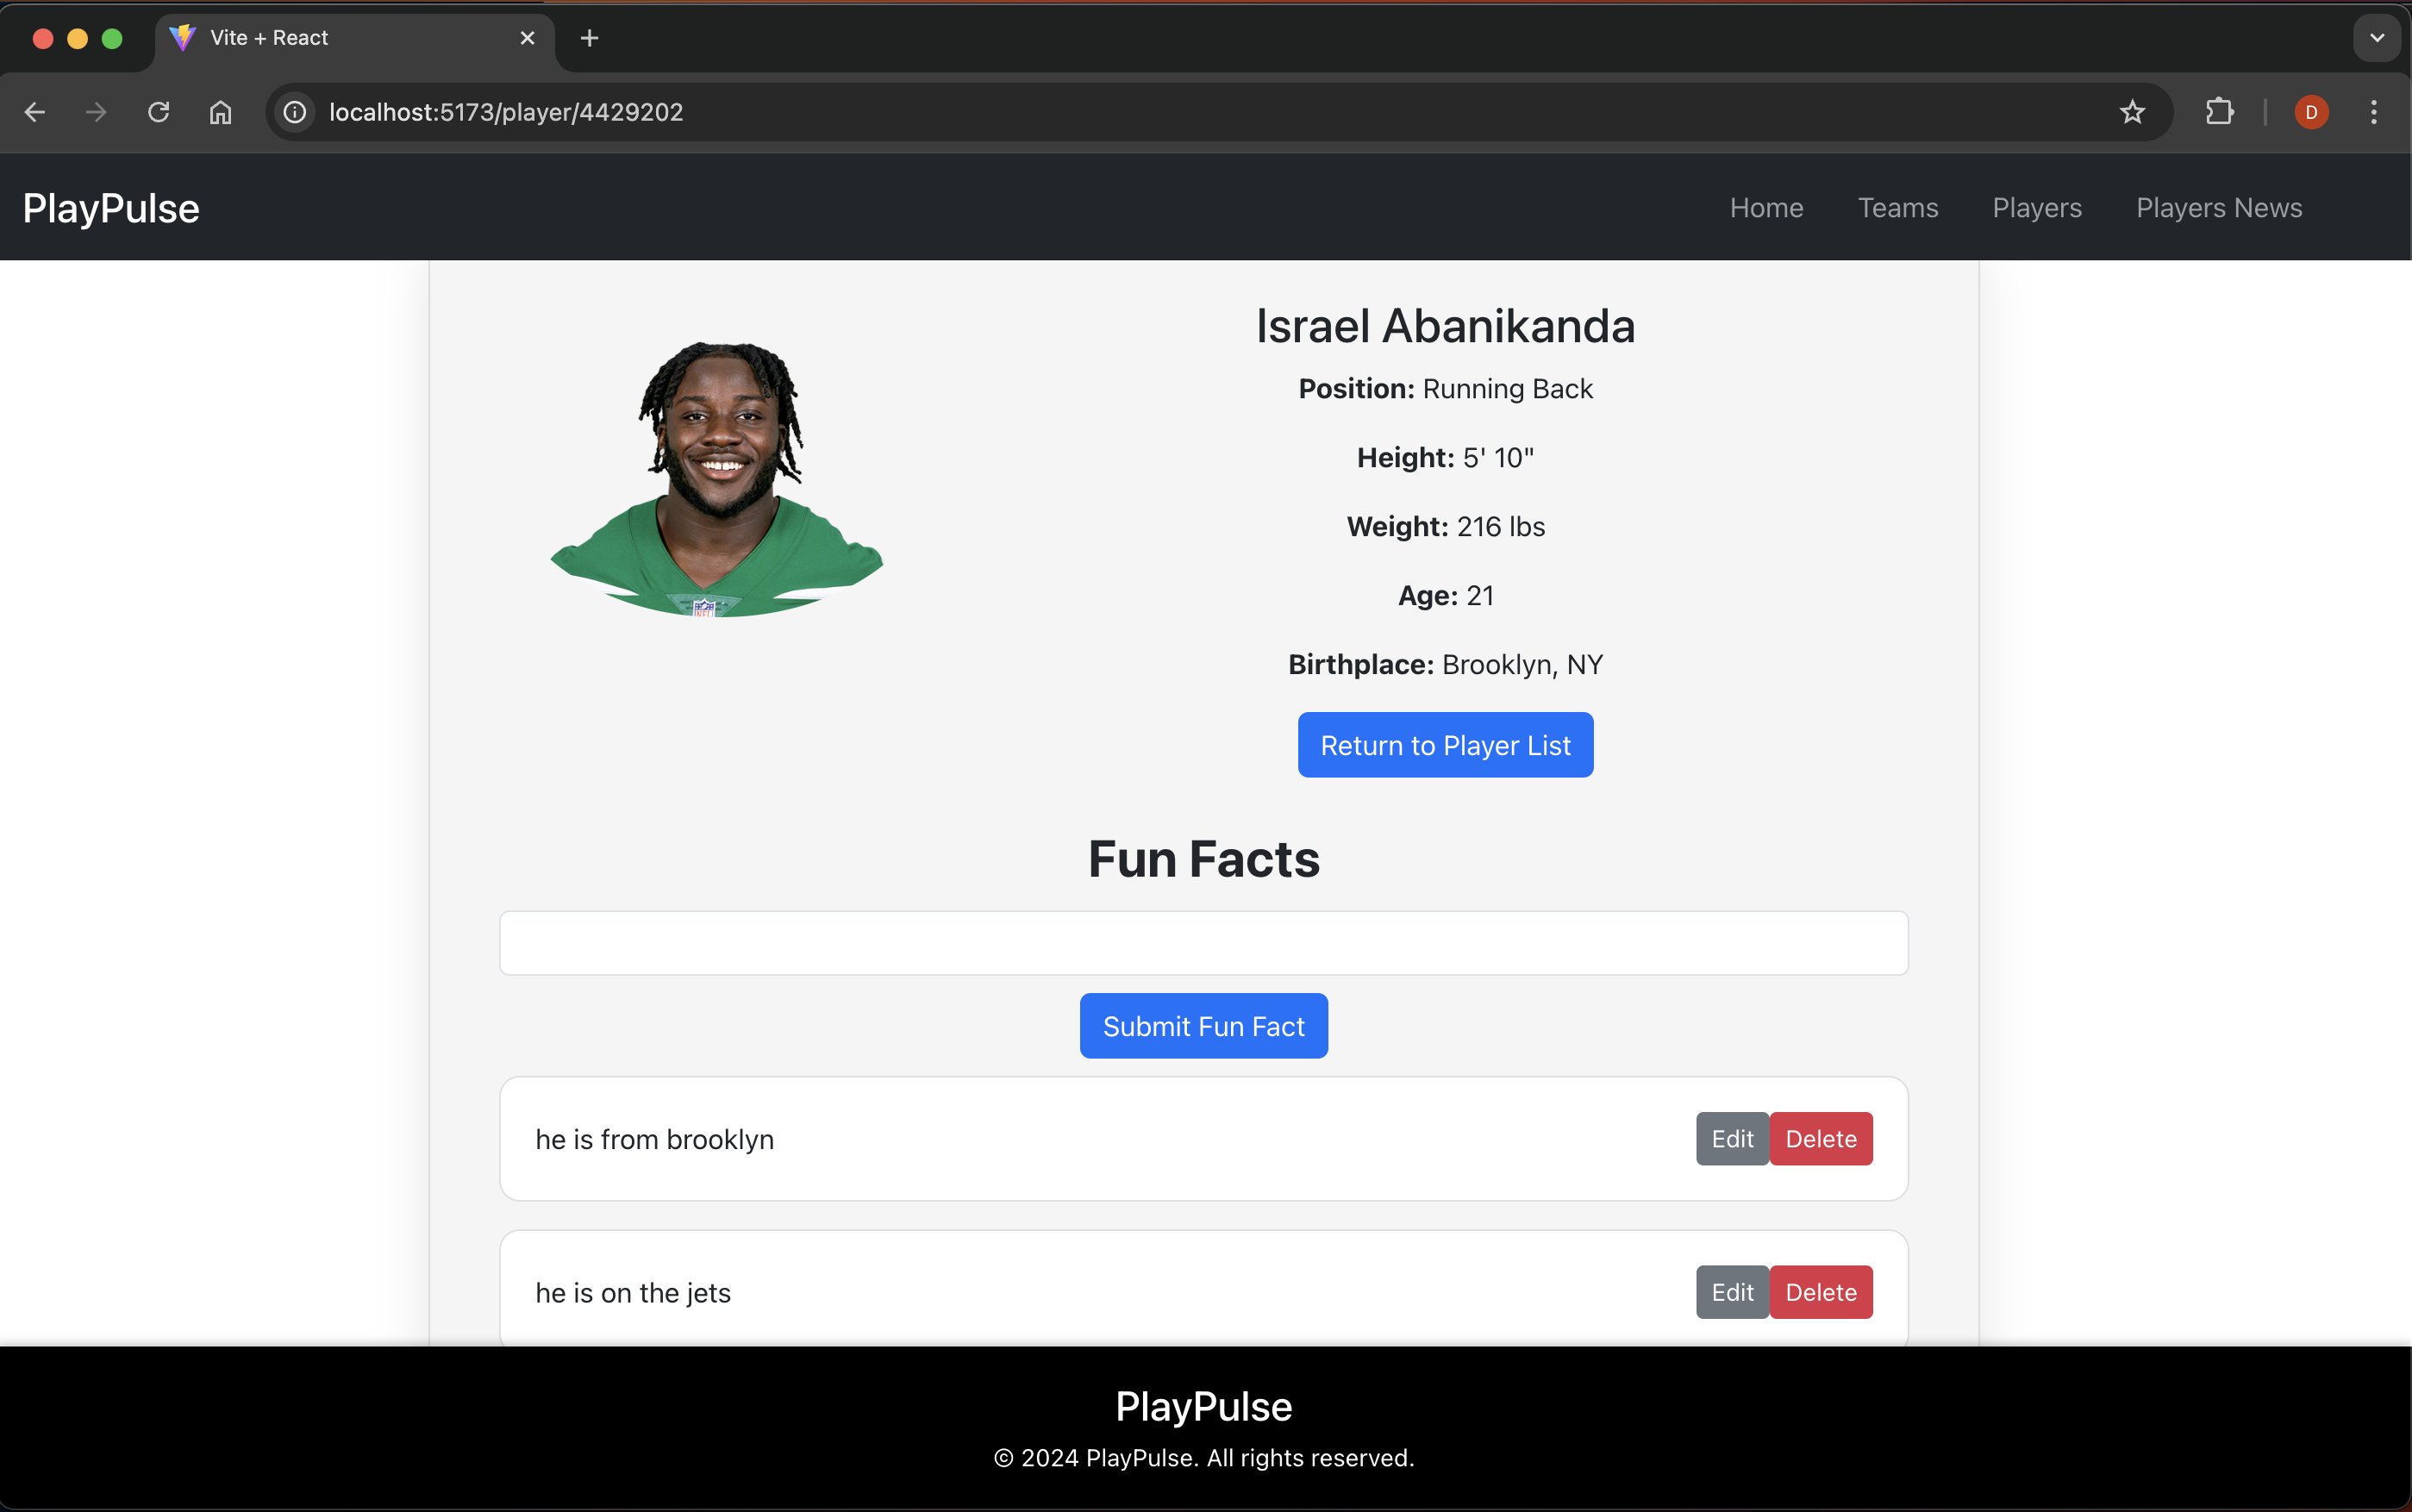 Vite + React
localhost:5173/player/4429202
D
PlayPulse
Home Teams Players Players News
Israel Abanikanda
Position: Running Back
Height: 5' 10"
Weight: 216 lbs
Age: 21
Birthplace: Brooklyn, NY
NFL
Return to Player List
Fun Facts
Submit Fun Fact
he is from brooklyn
Edit Delete
he is on the jets
Edit Delete
PlayPulse
© 2024 PlayPulse. All rights reserved.